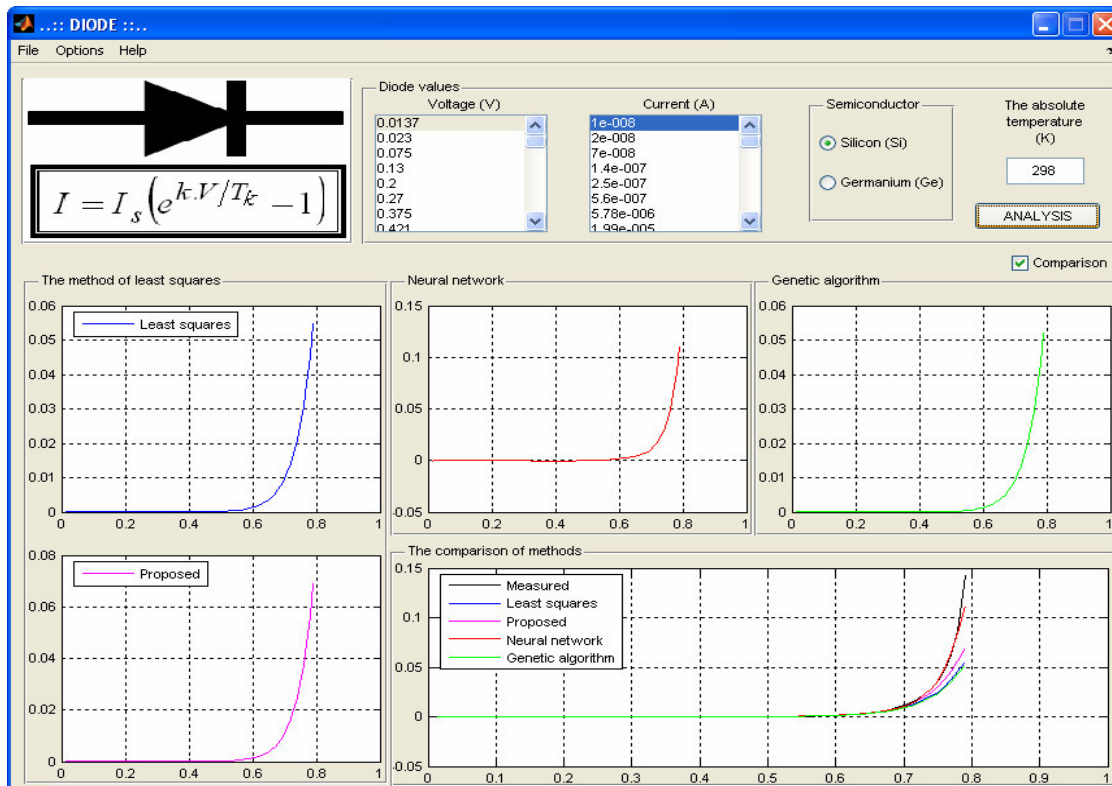 ..:: DIODE ::..
File Options Help
I = I_s(e^{k.V/T_k} - 1)
Diode values
Voltage (V)
0.0137
0.023
0.075
0.13
0.2
0.27
0.375
0.421
Current (A)
1e-008
2e-008
7e-008
1.4e-007
2.5e-007
5.6e-007
5.78e-006
1.99e-005
Semiconductor
Silicon (Si)
Germanium (Ge)
The absolute
temperature
(K)
298
ANALYSIS
Comparison
The method of least squares
Least squares
0.06
0.05
0.04
0.03
0.02
0.01
0
0 0.2 0.4 0.6 0.8 1
Neural network
0.15
0.1
0.05
0
-0.05
0 0.2 0.4 0.6 0.8 1
Genetic algorithm
0.06
0.05
0.04
0.03
0.02
0.01
0
0 0.2 0.4 0.6 0.8 1
Proposed
0.08
0.06
0.04
0.02
0
0 0.2 0.4 0.6 0.8 1
The comparison of methods
Measured
Least squares
Proposed
Neural network
Genetic algorithm
0.15
0.1
0.05
0
-0.05
0 0.1 0.2 0.3 0.4 0.5 0.6 0.7 0.8 0.9 1